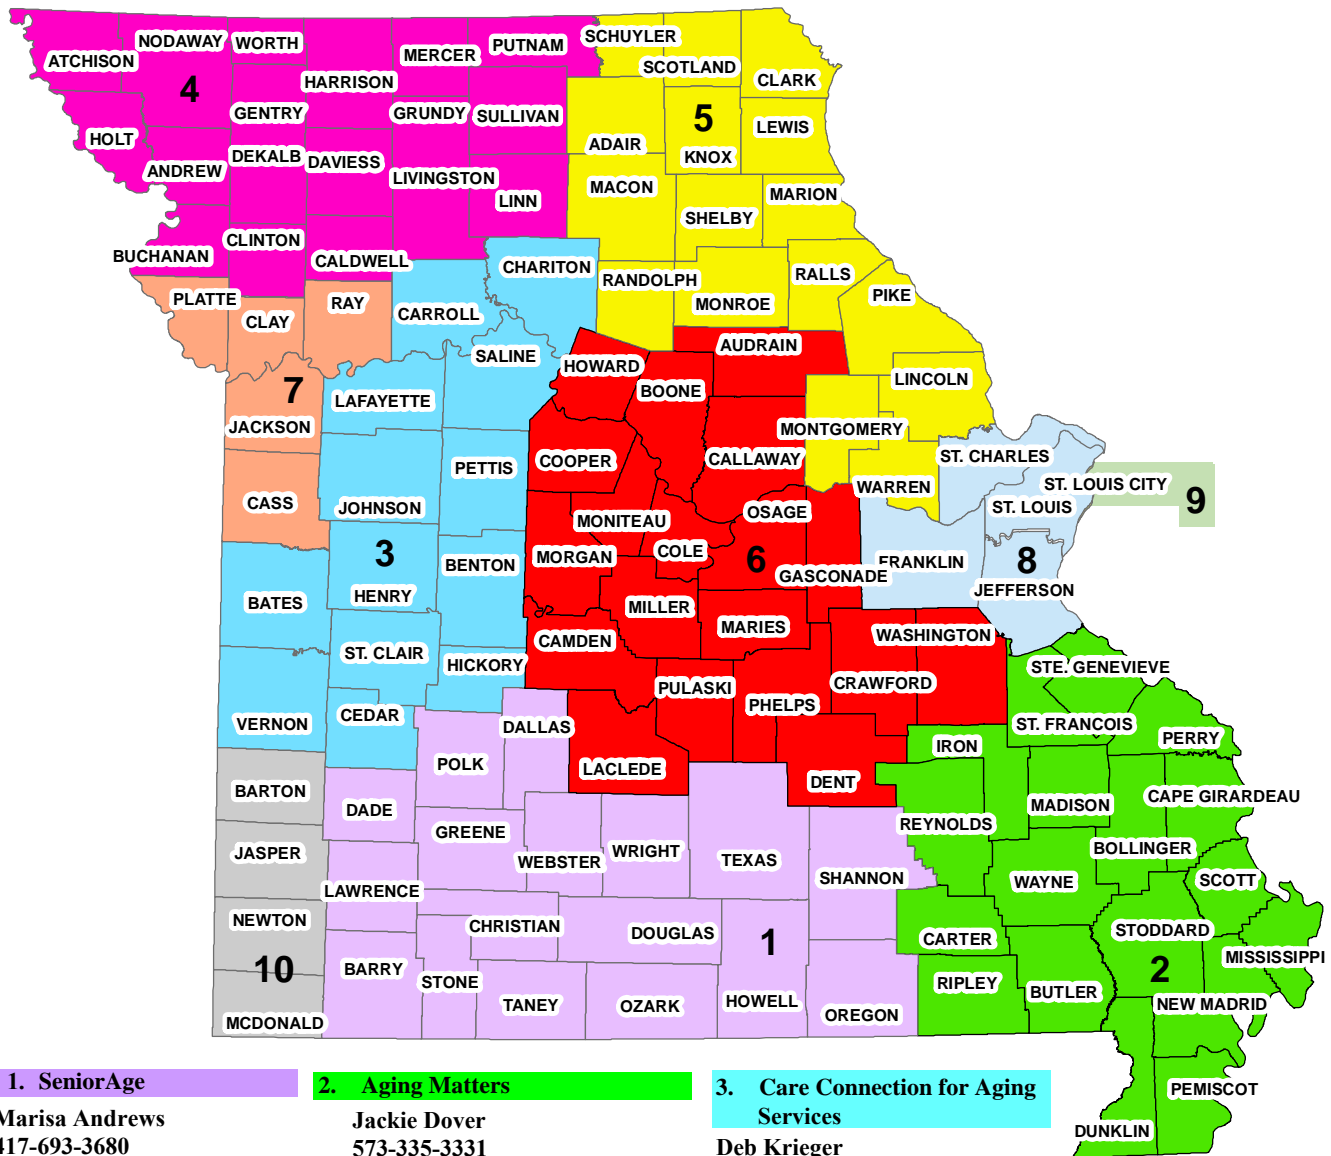 SCHUYLER
NODAWAY WORTH
PUTNAM
MERCER
ATCHISON
SCOTLAND
HARRISON
CLARK
4
GENTRY
GRUNDY
SULLIVAN
5
LEWIS
HOLT
ADAIR
DEKALB
DAVIESS
KNOX
ANDREW
LIVINGSTON
MACON
MARION
LINN
SHELBY
CLINTON
BUCHANAN
CALDWELL
CHARITON
RANDOLPH
RALLS
PLATTE
RAY
MONROE
PIKE
CLAY
CARROLL
AUDRAIN
SALINE
HOWARD
LINCOLN
7
BOONE
LAFAYETTE
JACKSON
MONTGOMERY
ST. CHARLES
COOPER
CALLAWAY
PETTIS
ST. LOUIS CITY
WARREN
9
CASS
JOHNSON
OSAGE
ST. LOUIS
MONITEAU
3
MORGAN
COLE
6
BENTON
FRANKLIN
8
GASCONADE
JEFFERSON
BATES
HENRY
MILLER
MARIES
WASHINGTON
CAMDEN
ST. CLAIR
HICKORY
STE. GENEVIEVE
CRAWFORD
PULASKI
PHELPS
CEDAR
VERNON
DALLAS
ST. FRANCOIS
PERRY
IRON
POLK
LACLEDE
DENT
BARTON
CAPE GIRARDEAU
DADE
MADISON
REYNOLDS
GREENE
BOLLINGER
JASPER
WRIGHT
WEBSTER
TEXAS
SHANNON
WAYNE
SCOTT
LAWRENCE
NEWTON
CHRISTIAN
DOUGLAS
STODDARD
1
CARTER
MISSISSIPPI
10
BARRY
2
STONE
RIPLEY
BUTLER
TANEY
OZARK
HOWELL
NEW MADRID
OREGON
MCDONALD
PEMISCOT
DUNKLIN
1. SeniorAge
Marisa Andrews
417-693-3680
2. Aging Matters
Jackie Dover
573-335-3331
3. Care Connection for Aging
Services
Deb Krieger